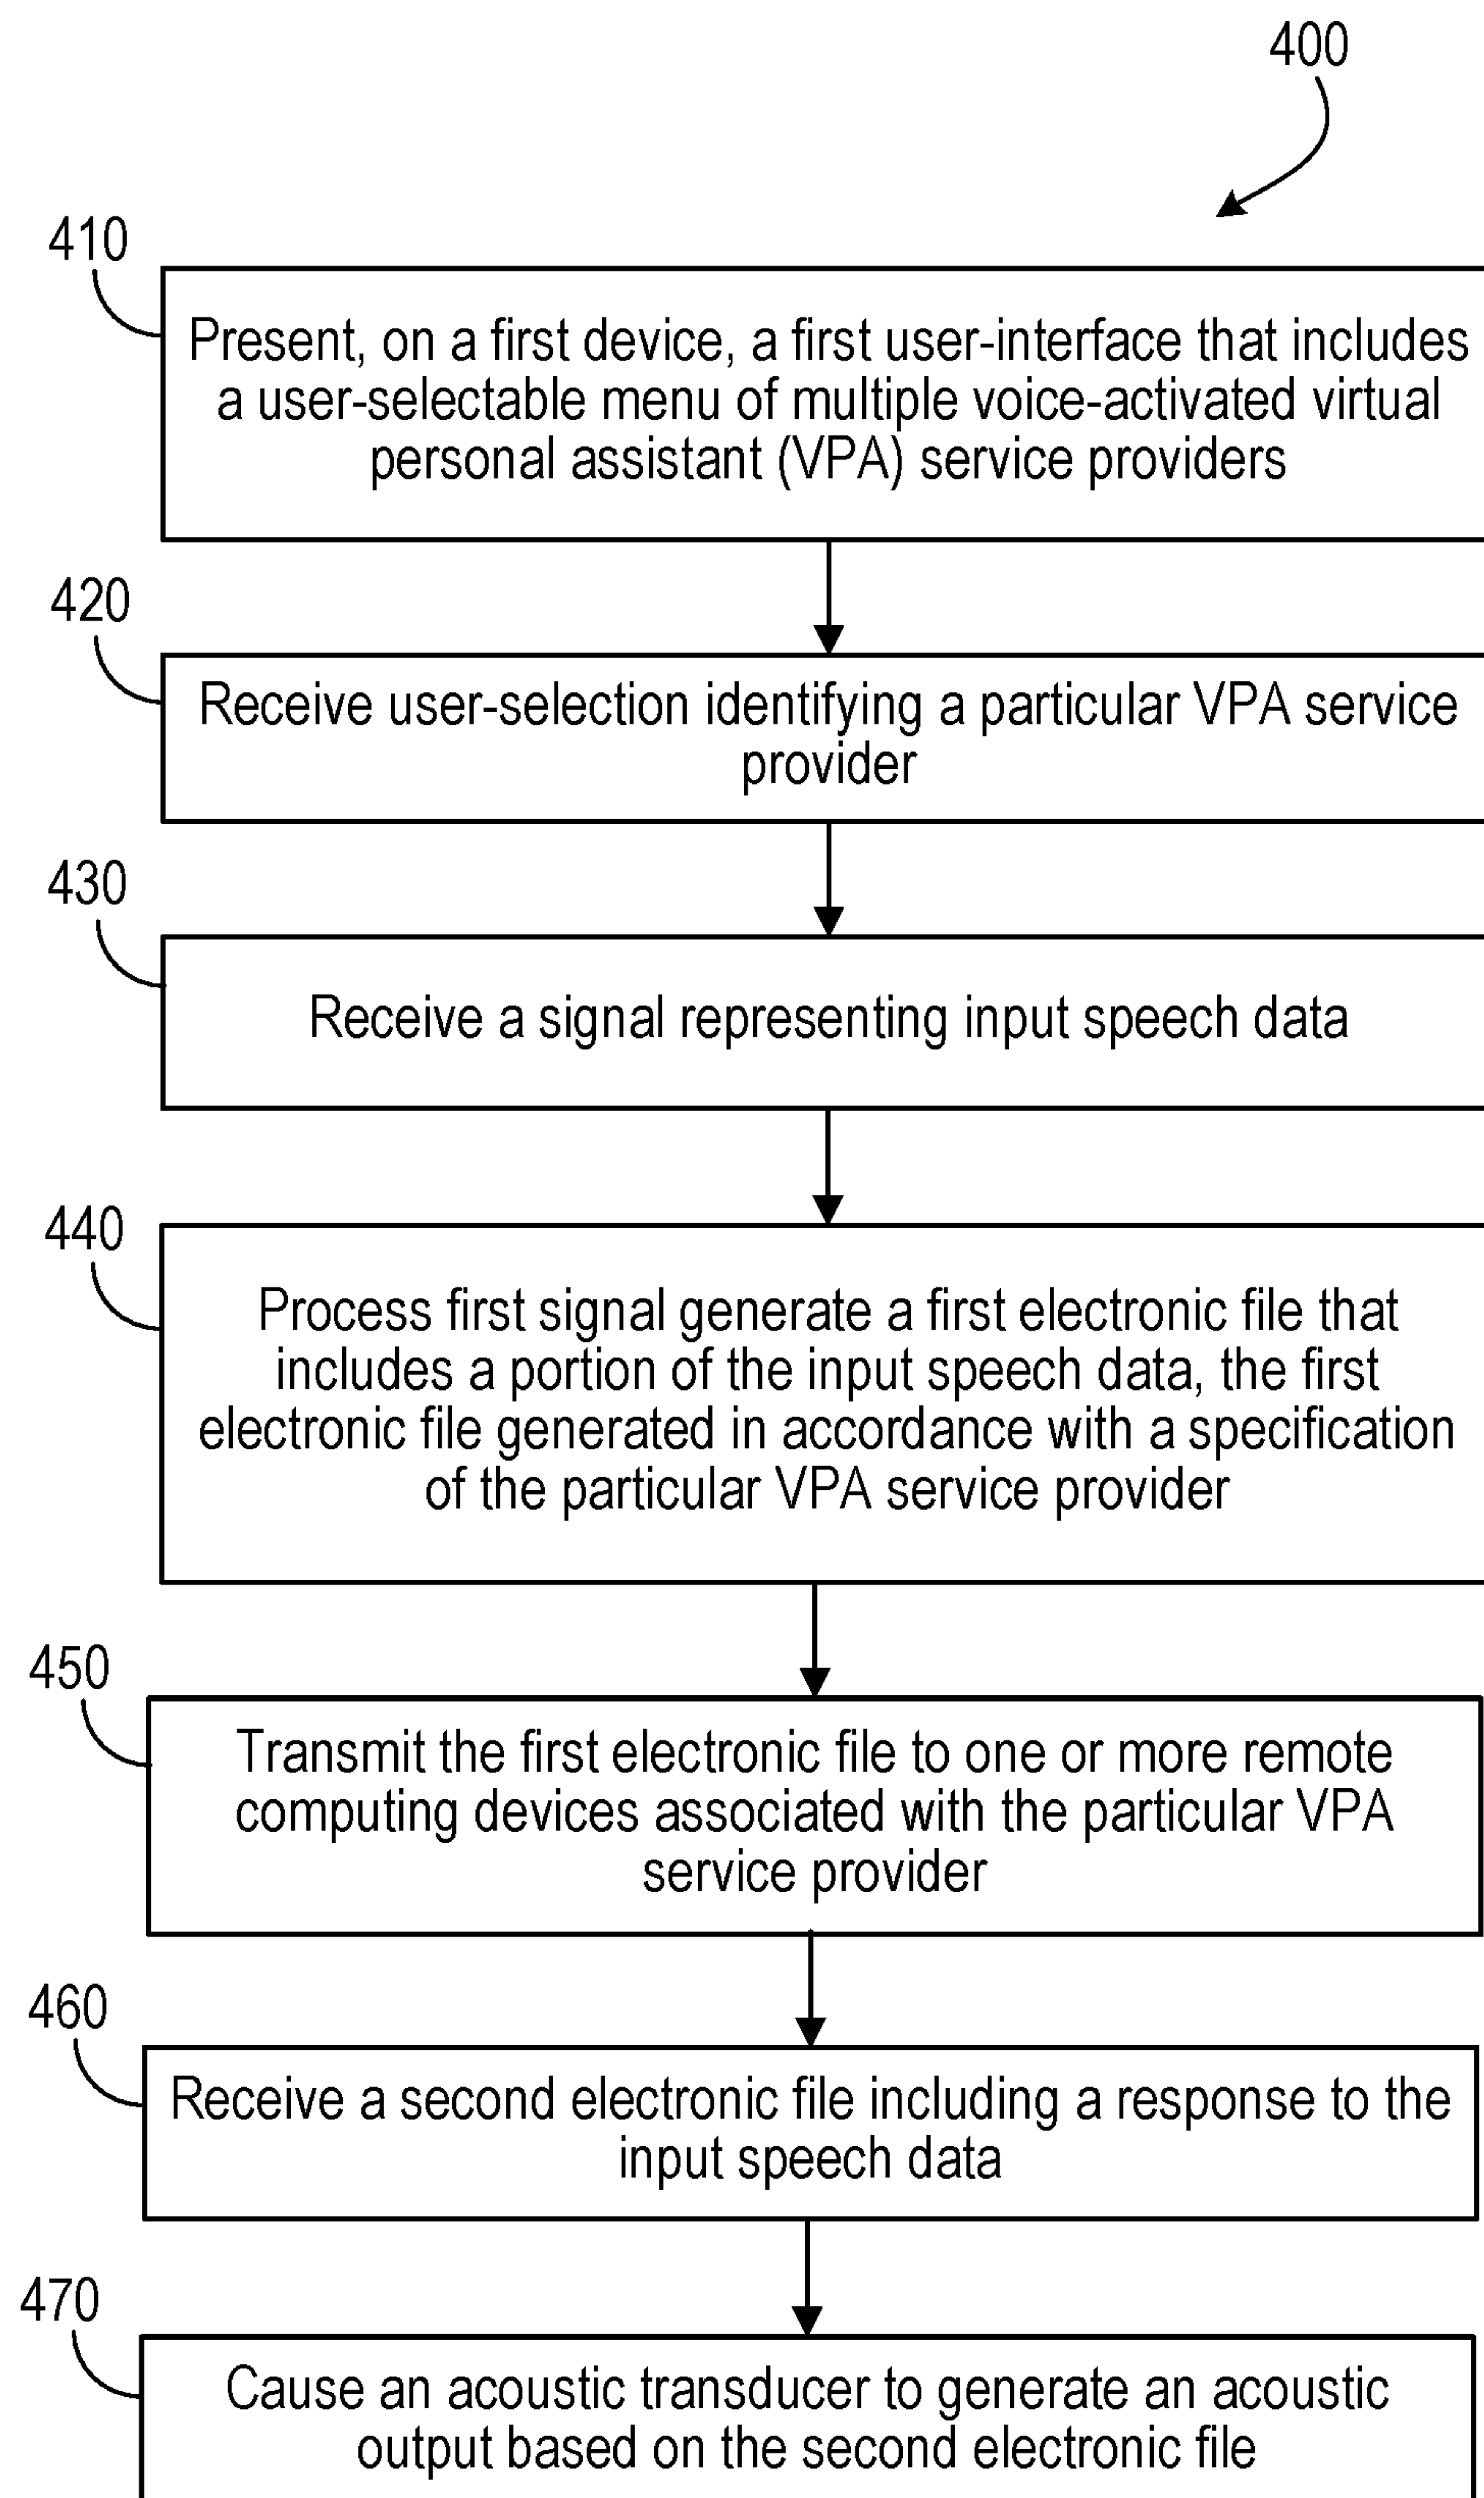 400
410
Present, on a first device, a first user-interface that includes
a user-selectable menu of multiple voice-activated virtual
personal assistant (VPA) service providers
420
Receive user-selection identifying a particular VPA service
provider
430
Receive a signal representing input speech data
440
Process first signal generate a first electronic file that
includes a portion of the input speech data, the first
electronic file generated in accordance with a specification
of the particular VPA service provider
450
Transmit the first electronic file to one or more remote
computing devices associated with the particular VPA
service provider
460
Receive a second electronic file including a response to the
input speech data
470
Cause an acoustic transducer to generate an acoustic
output based on the second electronic file